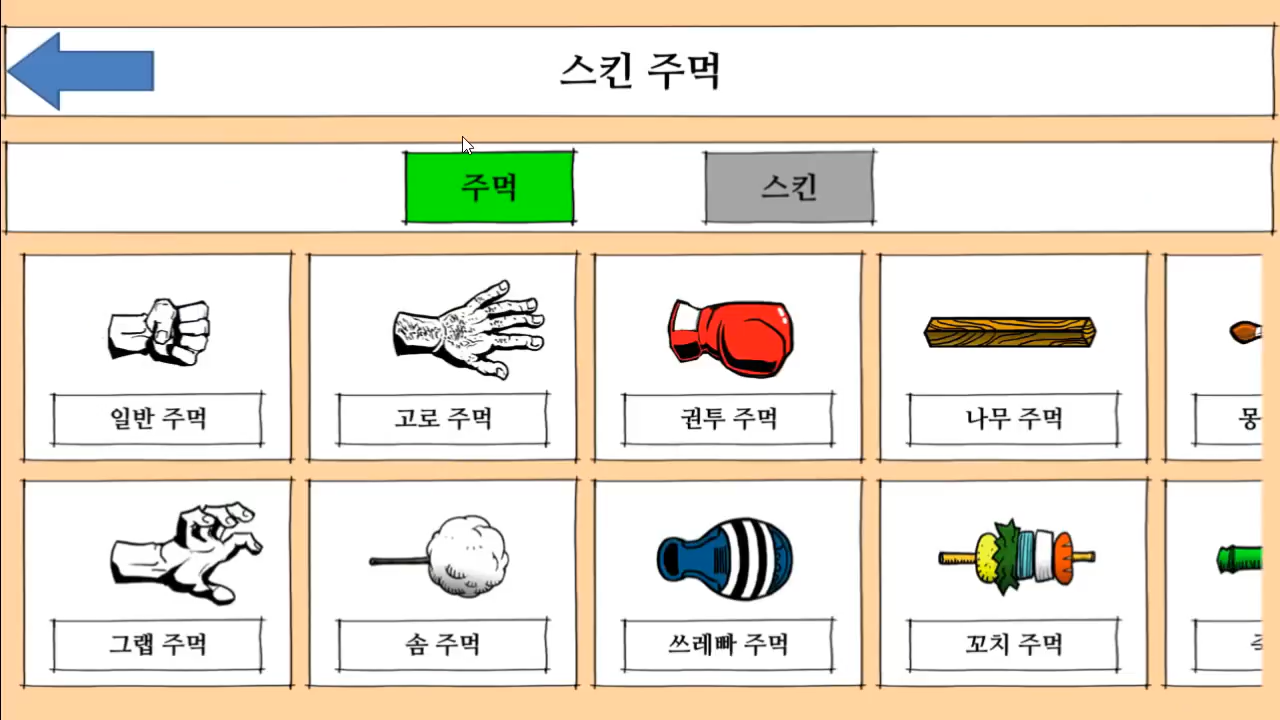 스킨 주먹
주먹 스킨
일반 주먹 고로 주먹 권투 주먹 나무 주먹 몽
그랩 주먹 솜 주먹 쓰레빠 주먹 꼬치 주먹